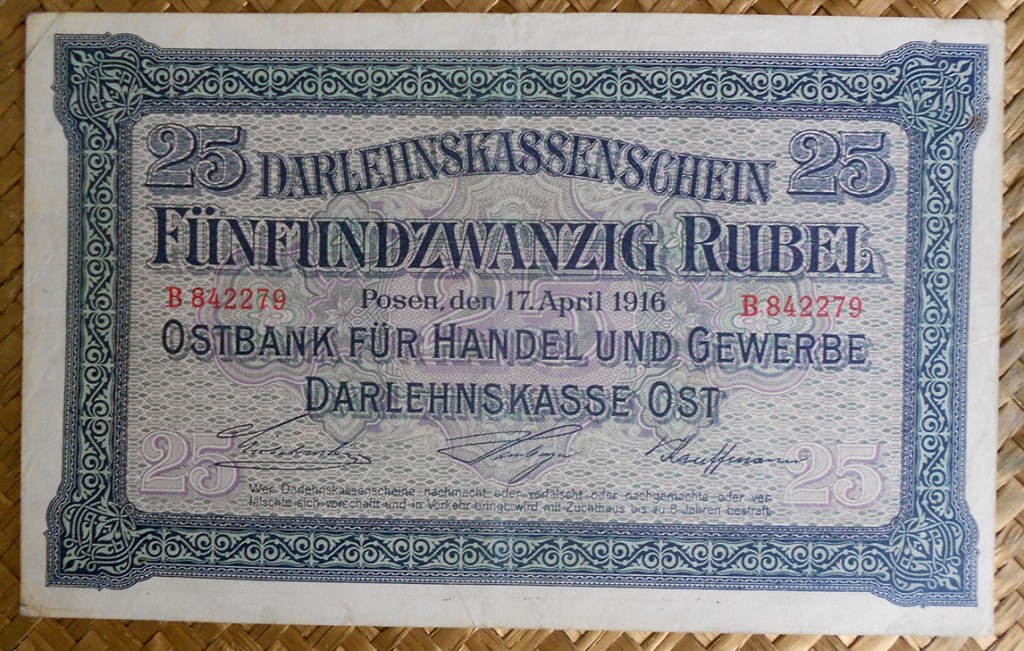 25 DARLEHNSKASSENSCHEIN 25
FÜNFUNDZWANZIG RUBEL
B 842279 Posen, den 17. April 1916 B 842279
25
OSTBANK FÜR HANDEL UND GEWERBE
DARLEHNSKASSE OST
Kauffmann
25 25
Wer Darlehnskassenscheine nachmacht oder verfälscht oder nachgemachte oder ver-
fälschte sich verschafft und in Verkehr bringt, wird mit Zuchthaus bis zu 8 Jahren bestraft.